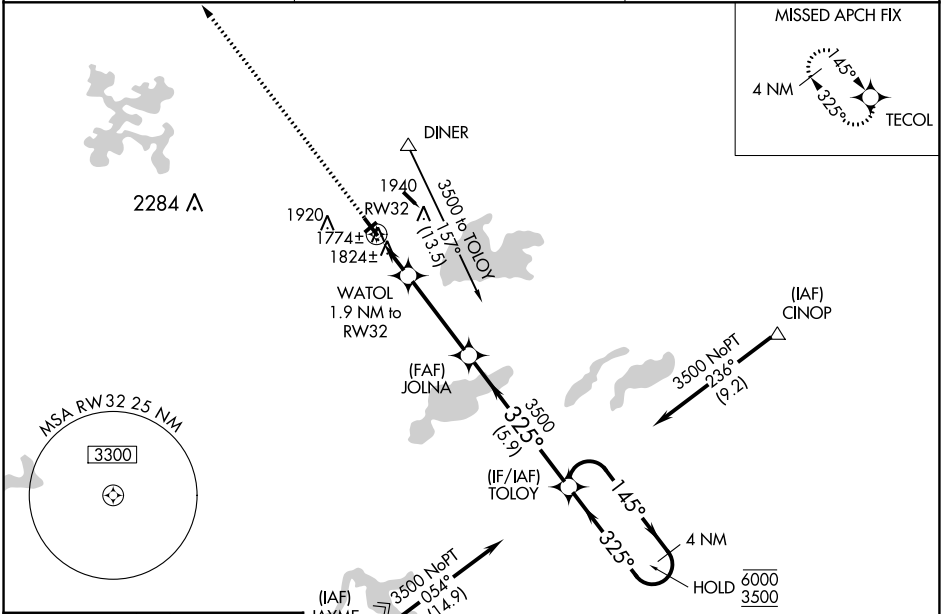 MISSED APCH FIX
145°
4 NM
325°
TECOL
DINER
2284
1940
1920
RW32
1774±
1824±
3500 to TOLOY
157°
(13.5)
WATOL
1.9 NM to
RW32
(IAF)
CINOP
3500 NoPT
236°
(9.2)
(FAF)
JOLNA
3500
325°
(5.9)
MSA RW32 25 NM
3300
(IF/IAF)
TOLOY
145°
325°
4 NM
HOLD
6000
3500
3500 NoPT
054°
(14.9)
(IAF)